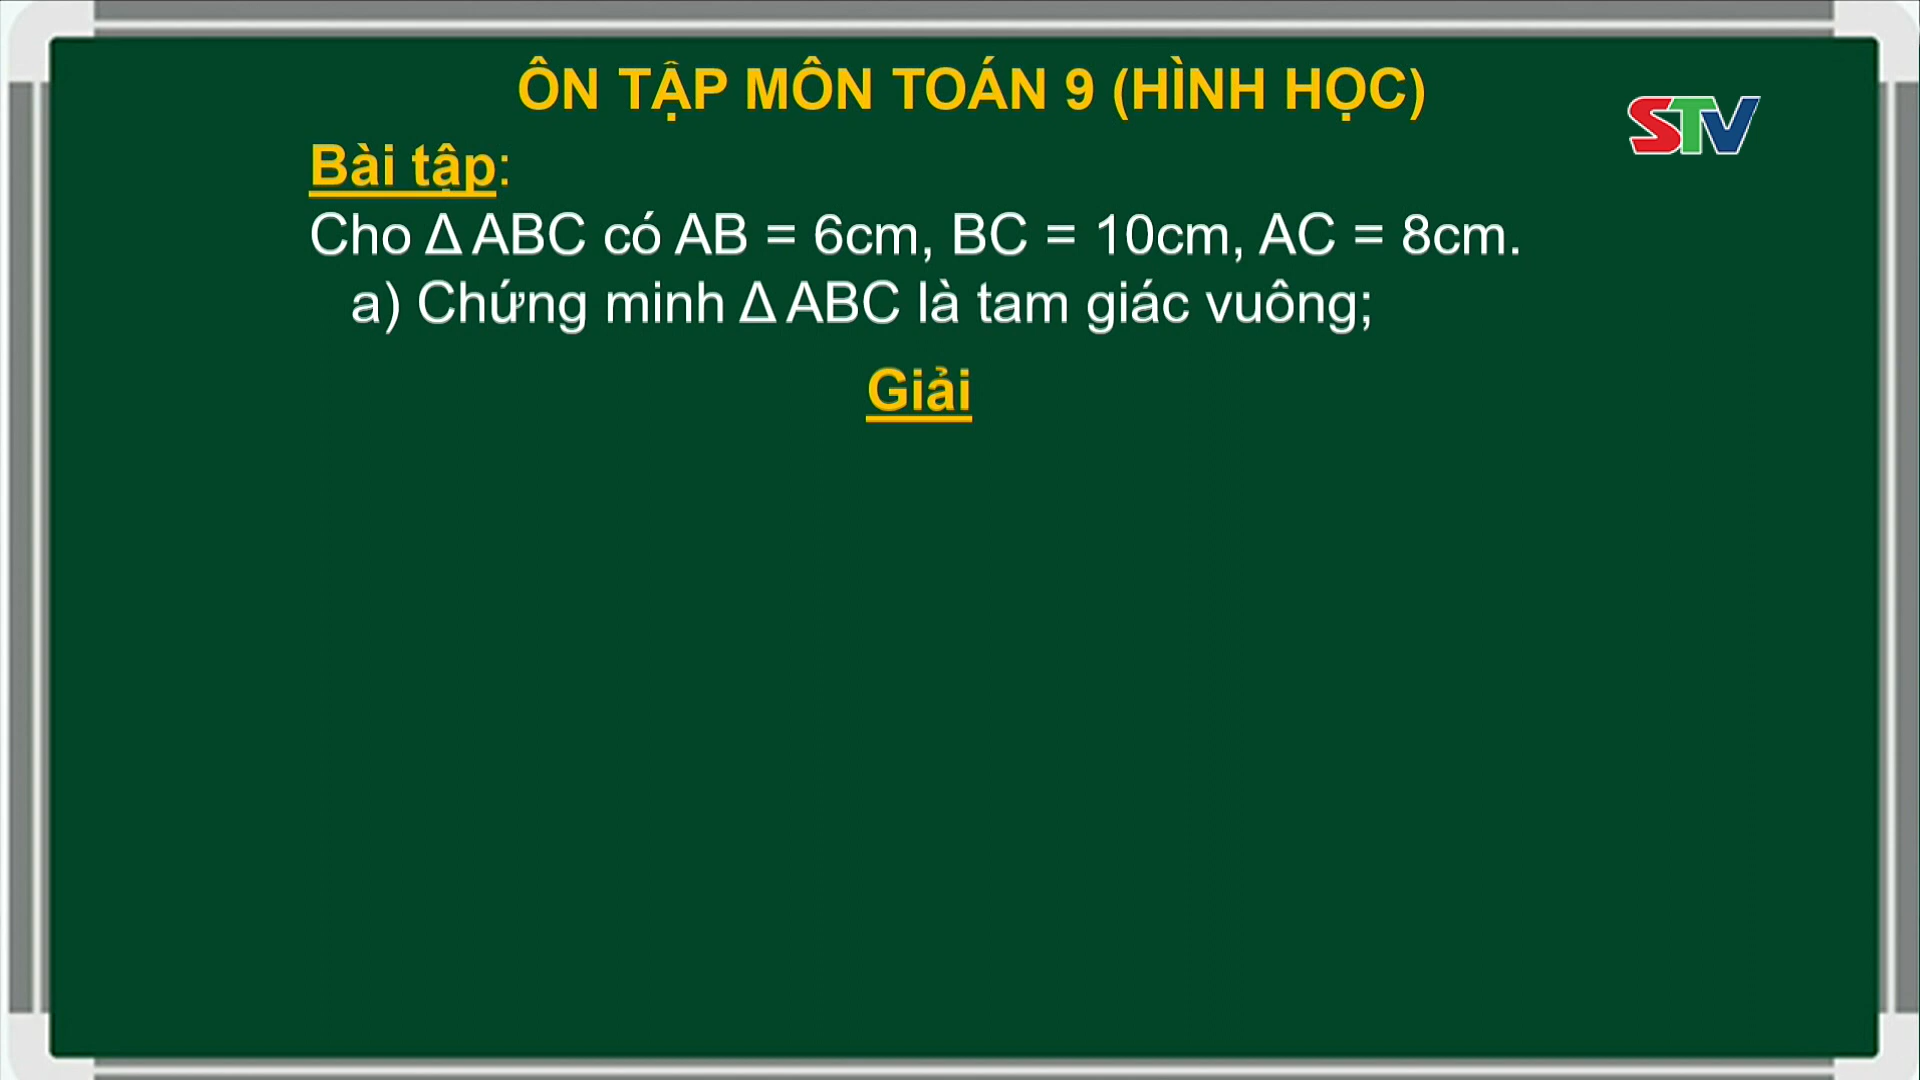 ÔN TẬP MÔN TOÁN 9 (HÌNH HỌC)
STV
Bài tập:
Cho Δ ABC có AB = 6cm, BC = 10cm, AC = 8cm.
a) Chứng minh Δ ABC là tam giác vuông;
Giải